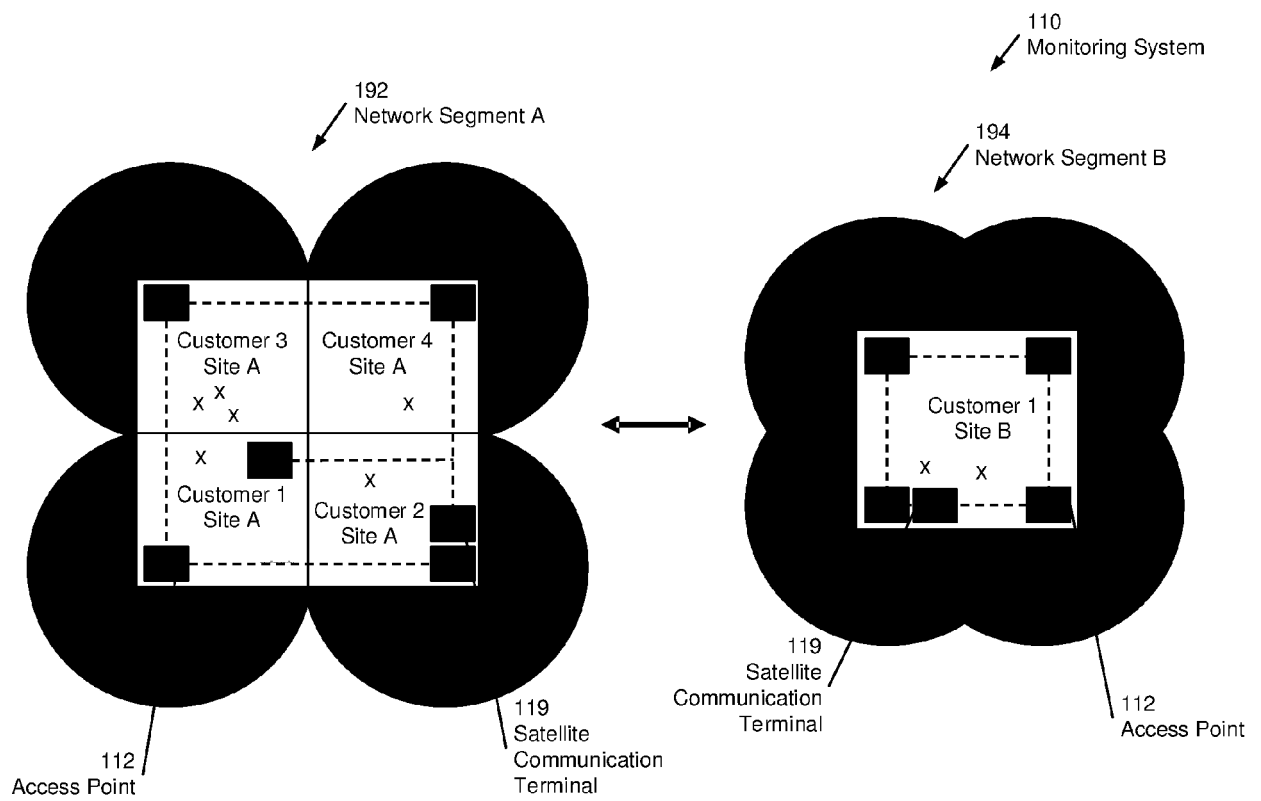 110
Monitoring System
192
Network Segment A
194
Network Segment B
Customer 3
Site A
Customer 4
Site A
X
X
X
X
X
X
Customer 1
Site A
Customer 2
Site A
Customer 1
Site B
X
X
119
Satellite
Communication
Terminal
112
Access Point
119
Satellite
Communication
Terminal
112
Access Point